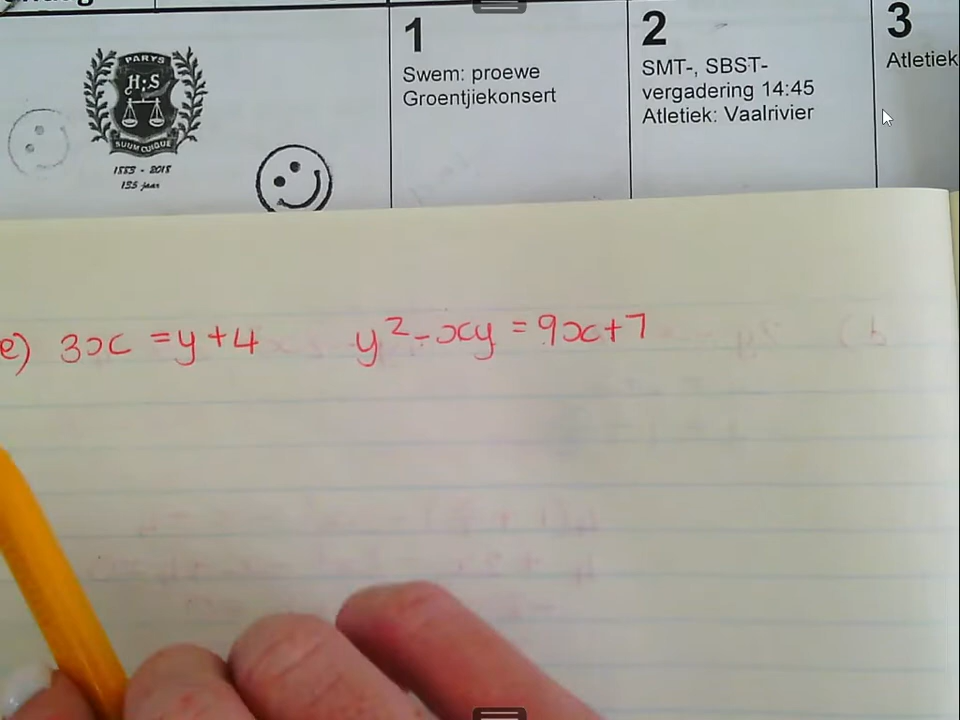 1
2
3
PARYS
H.S
SUUM CUIQUE
1883 - 2018
135 jaar
Swem: proewe
Groentjiekonsert
SMT-, SBST-
vergadering 14:45
Atletiek: Vaalrivier
Atletiek
e) 3x = y + 4 y² - xy = 9x + 7